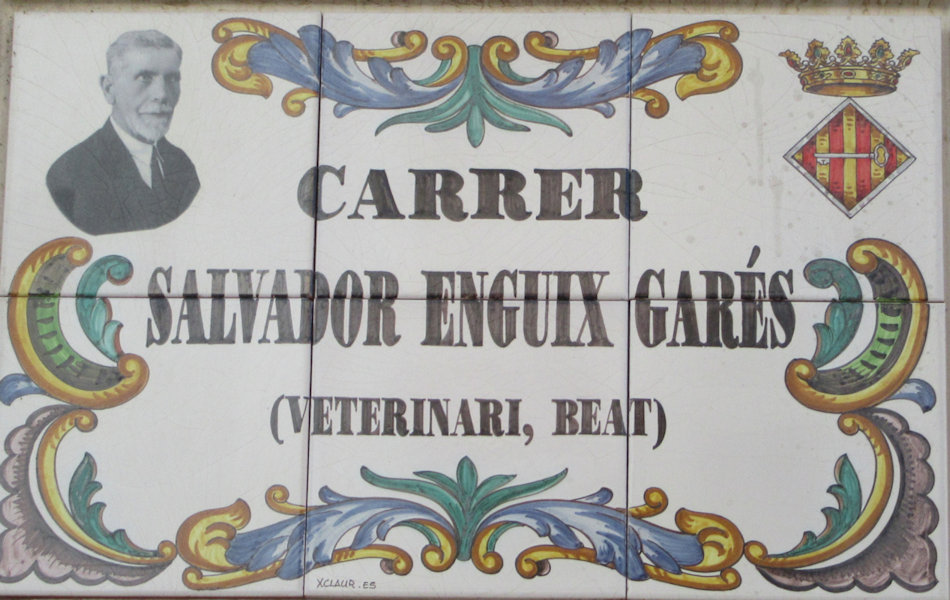 CARRER
SALVADOR ENGUIX GARÉS
(VETERINARI, BEAT)
XCLAUR.ES